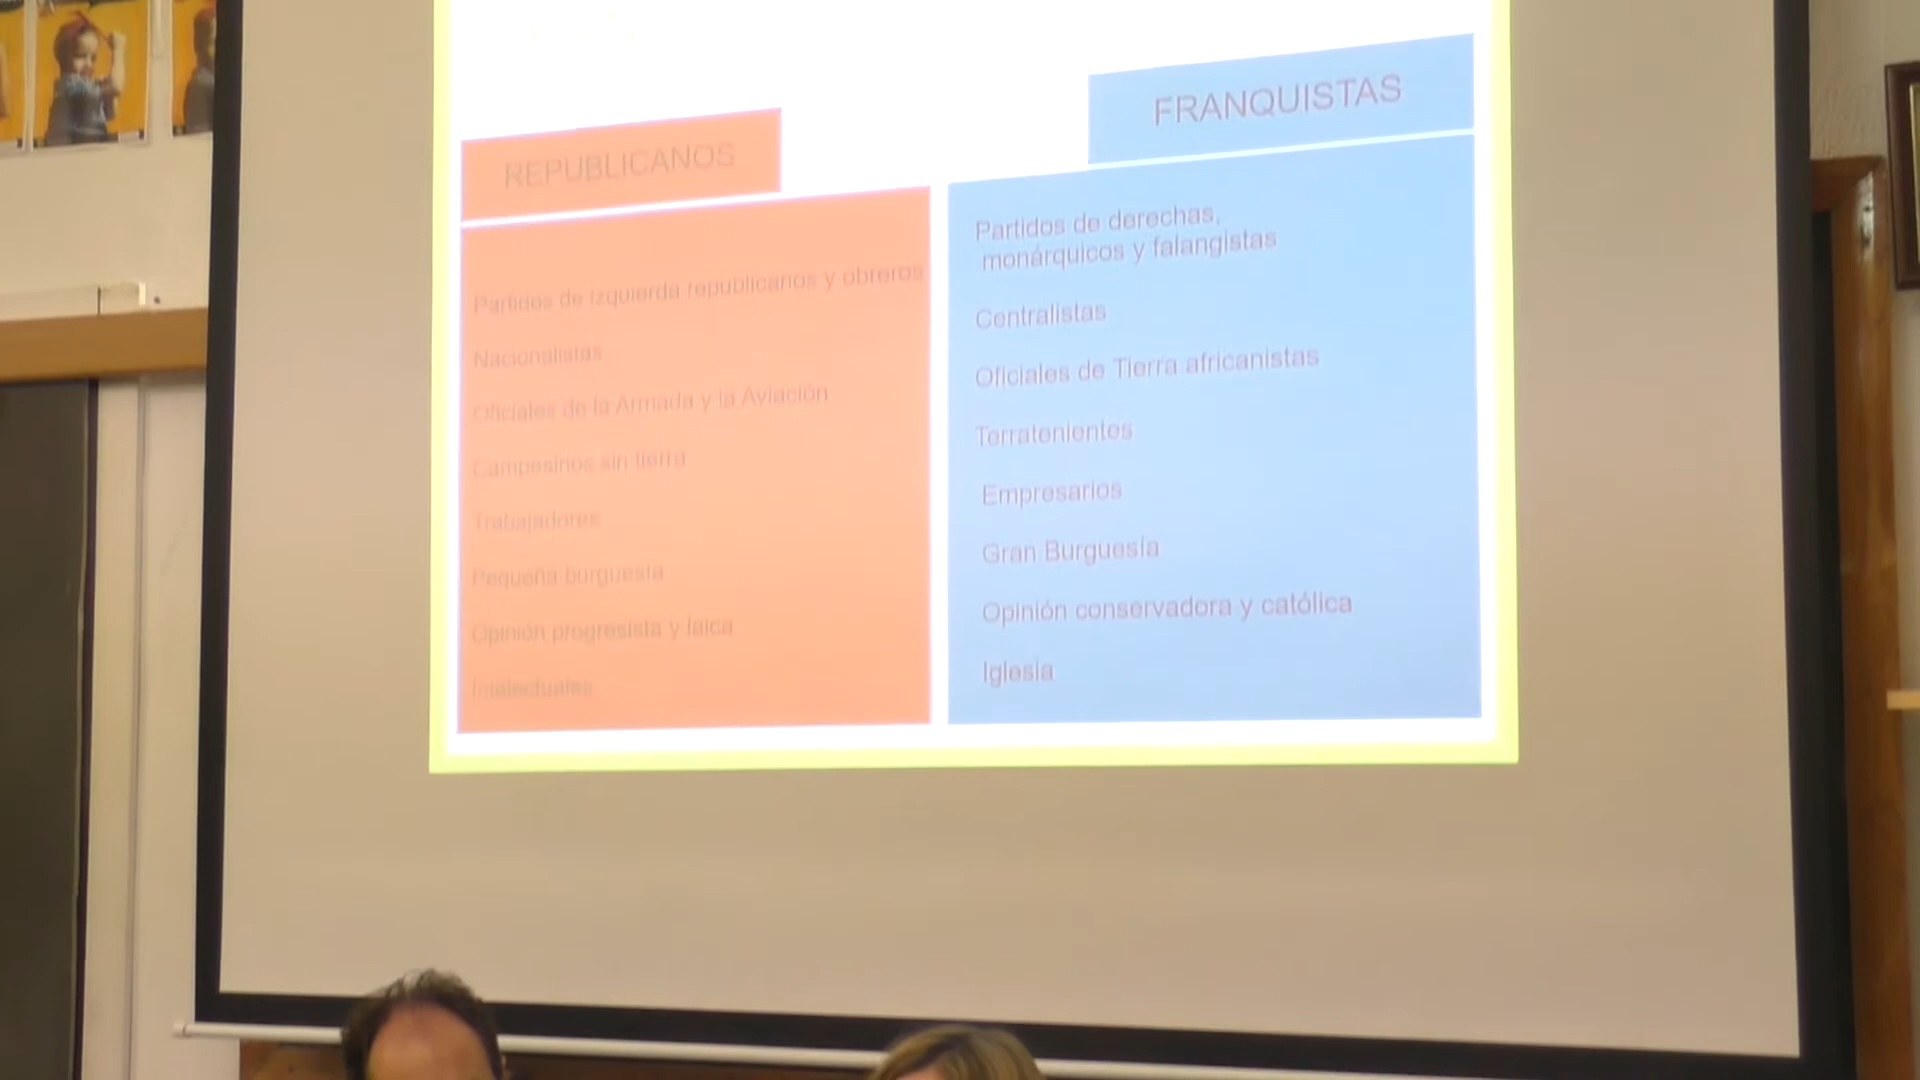 REPUBLICANOS
Partidos de izquierda republicanos y obreros
Nacionalistas
Oficiales de la Armada y la Aviación
Campesinos sin tierra
Trabajadores
Pequeña burguesía
Opinión progresista y laica
Intelectuales
FRANQUISTAS
Partidos de derechas,
monárquicos y falangistas
Centralistas
Oficiales de Tierra africanistas
Terratenientes
Empresarios
Gran Burguesía
Opinión conservadora y católica
Iglesia